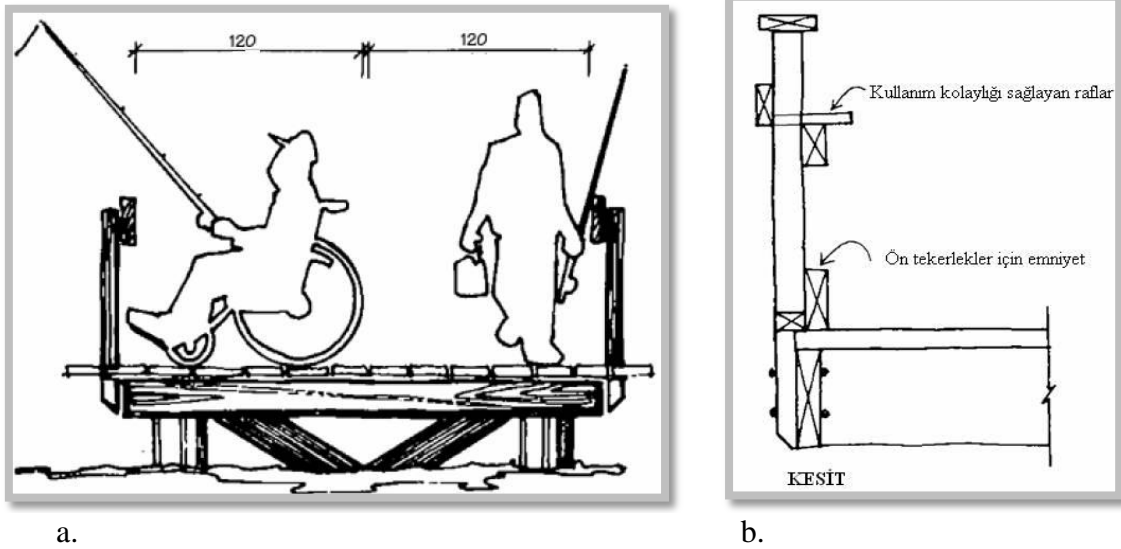 120 120
Kullanım kolaylığı sağlayan raflar
Ön tekerlekler için emniyet
KESİT
a. b.